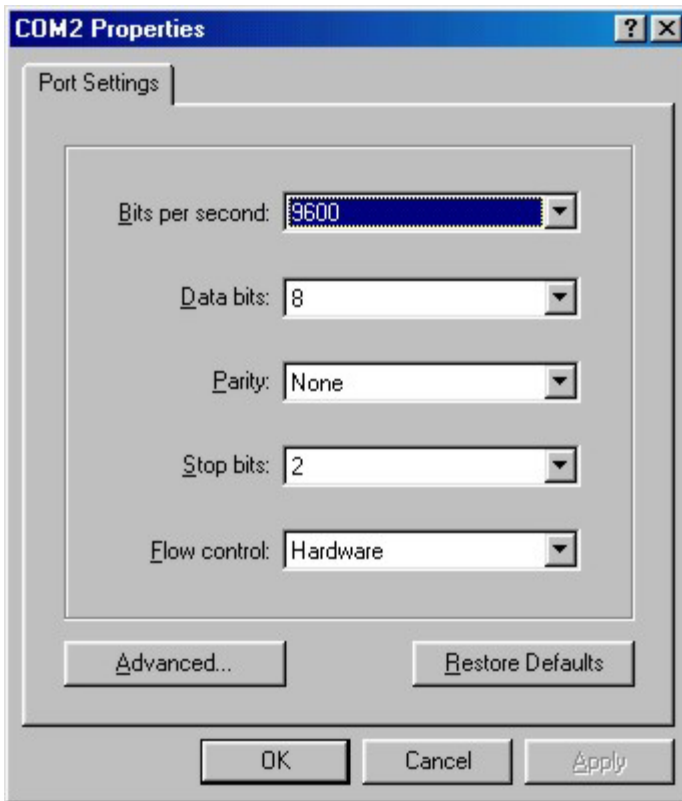 COM2 Properties
Port Settings
Bits per second: 9600
Data bits: 8
Parity: None
Stop bits: 2
Flow control: Hardware
Advanced... Restore Defaults
OK Cancel Apply